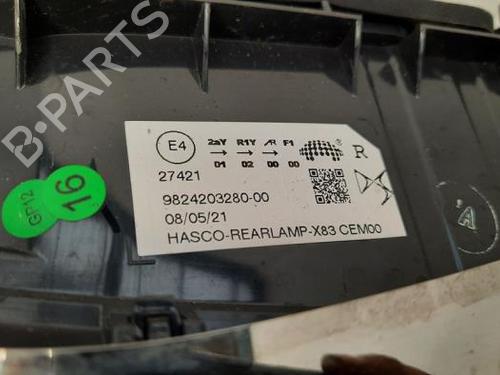 B-PARTS
E4
2aY R1Y AR F1
01 02 00 00
R
27421
9824203280-00
08/05/21
HASCO-REARLAMP-X83 CEM00
GP12
16
A